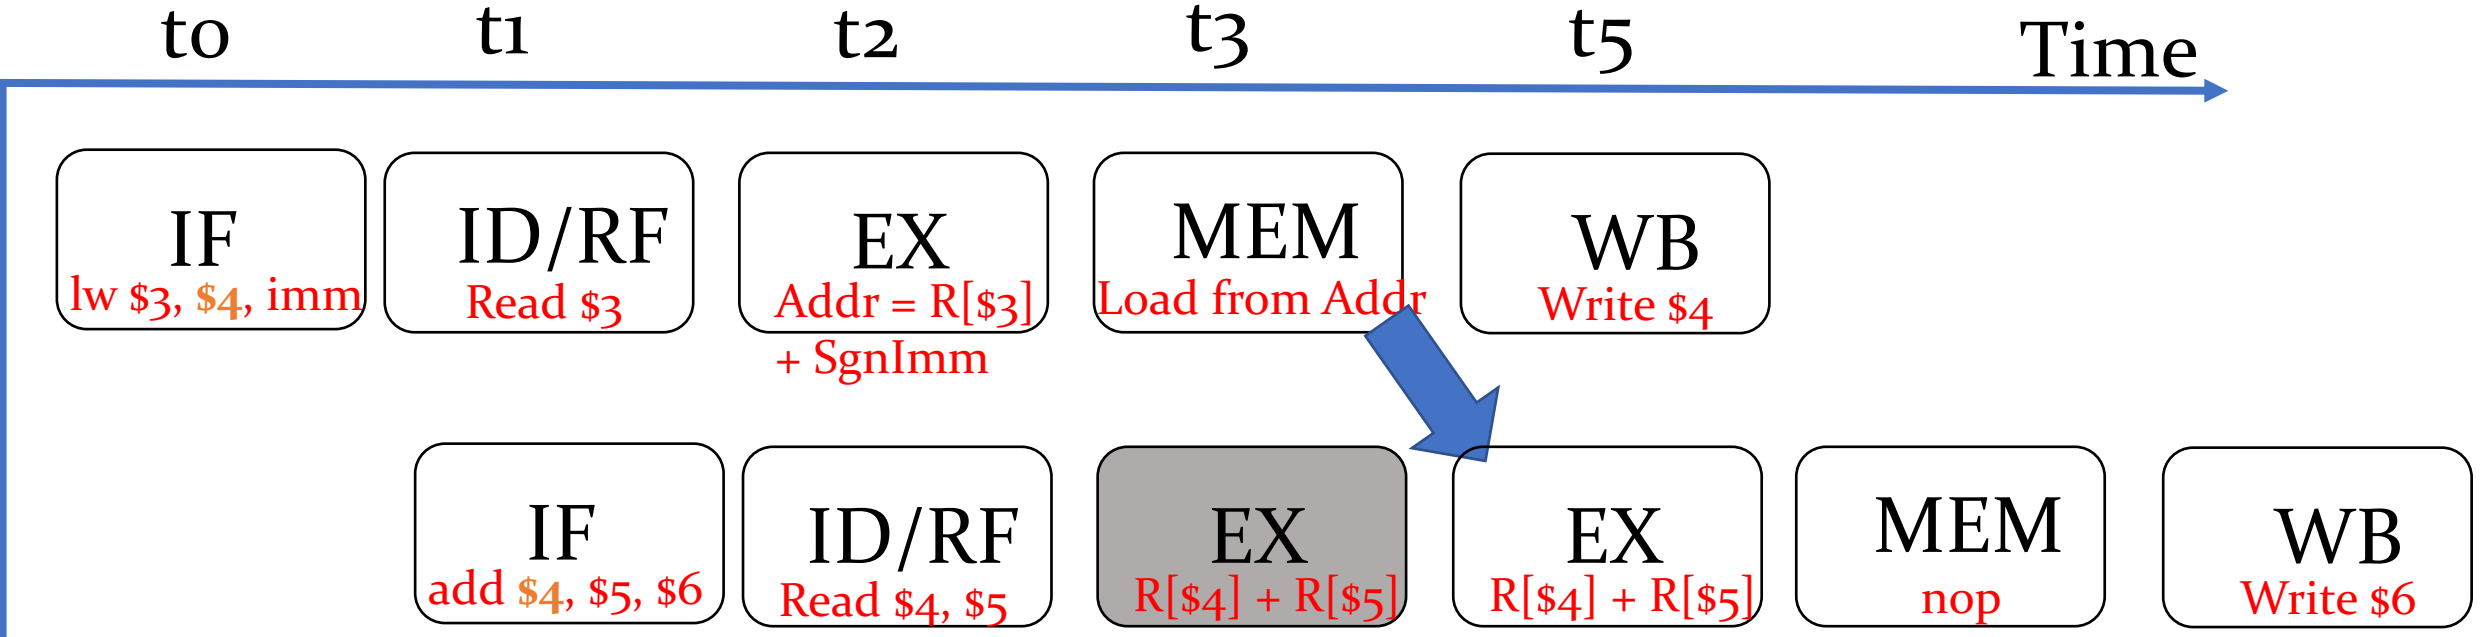 t0 t1 t2 t3 t5 Time
IF ID/RF EX MEM WB
lw $3, $4, imm Read $3 Addr = R[$3] Load from Addr Write $4
+ SgnImm
IF ID/RF EX EX MEM WB
add $4, $5, $6 Read $4, $5 R[$4] + R[$5] R[$4] + R[$5] nop Write $6